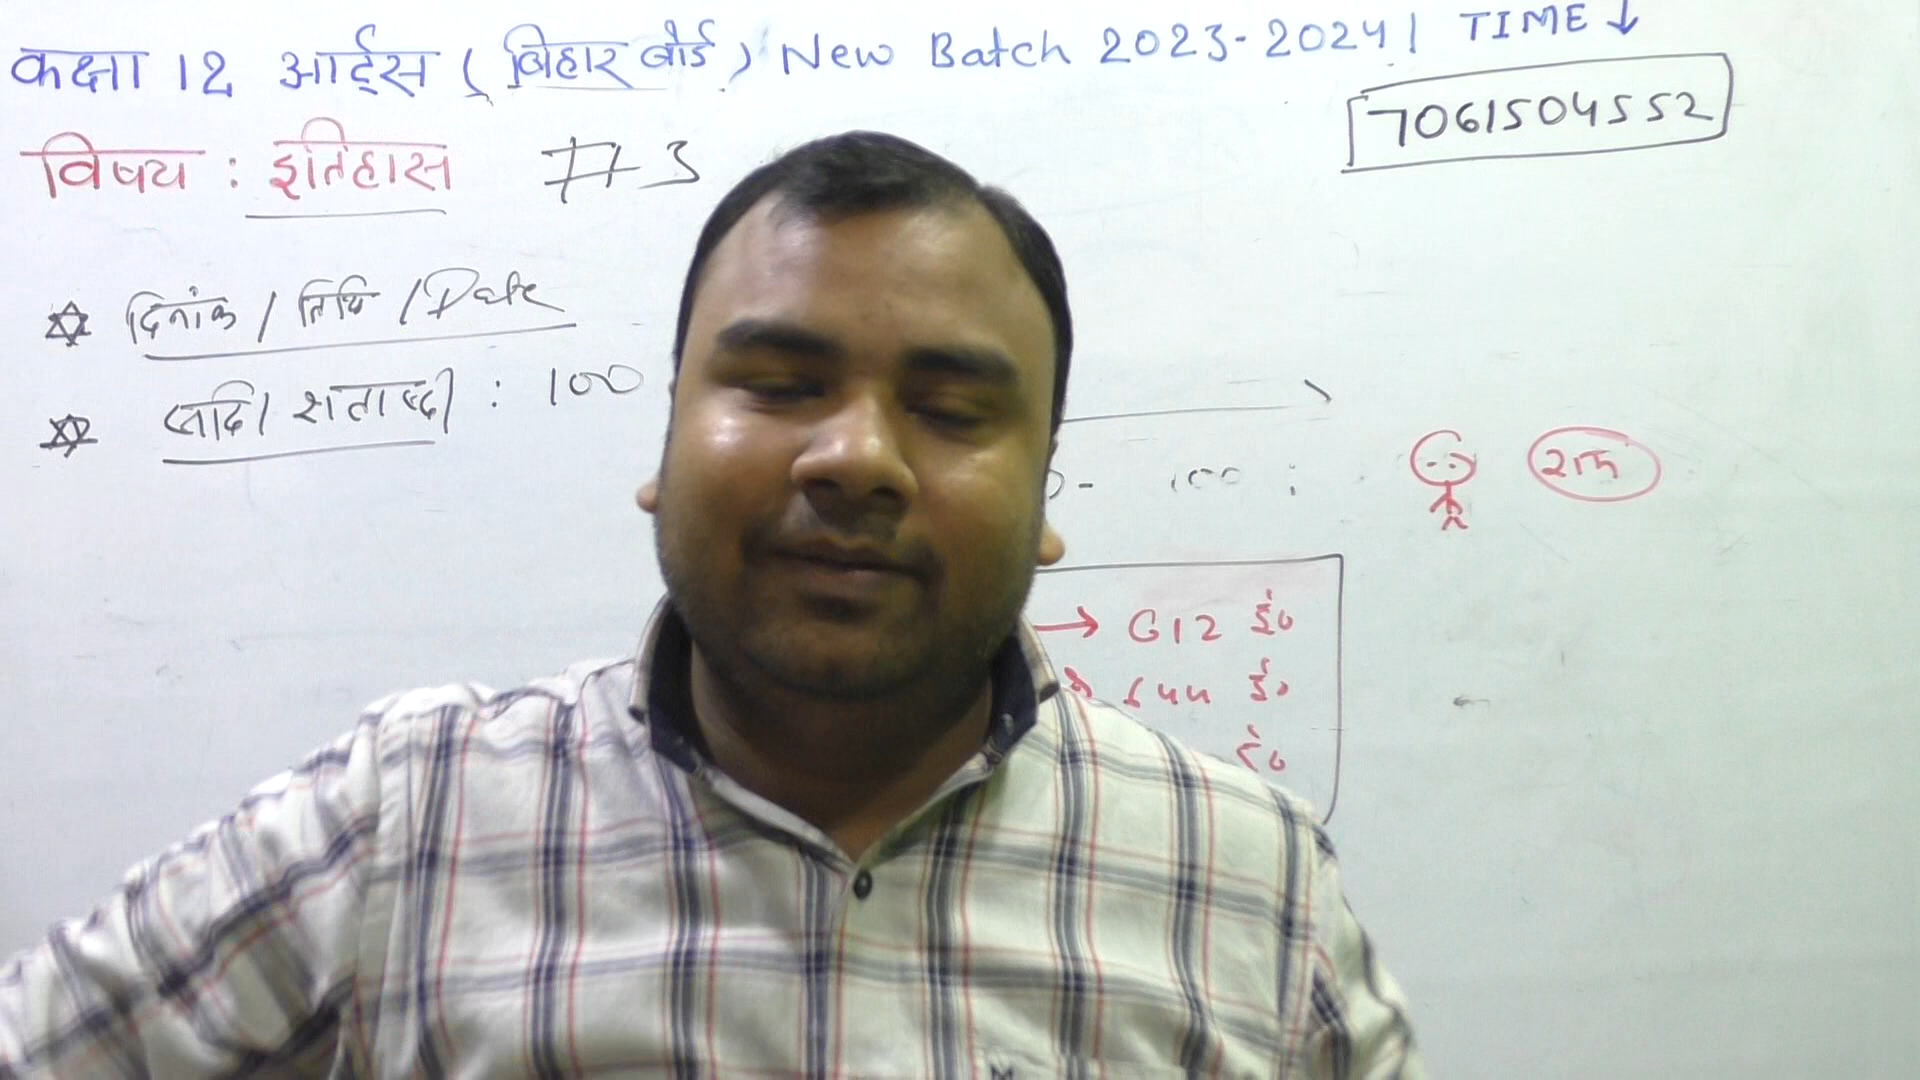 कक्षा 12 आर्ट्स ( बिहार बोर्ड ) New Batch 2023-2024 | TIME ↓
7061504552
विषय : इतिहास # 3
दिनांक / तिथि / Date
सदि / शताब्दी : 100
100 :
राम
→ 612 ई०
644 ई०
ई०